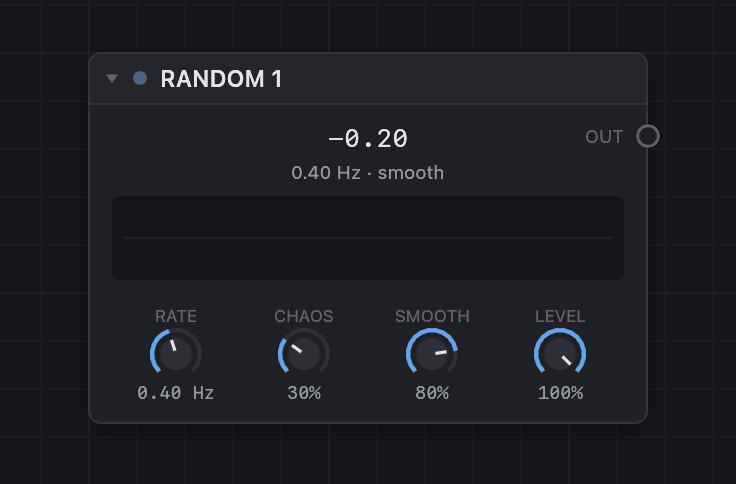 RANDOM 1
−0.20
OUT
0.40 Hz · smooth
RATE CHAOS SMOOTH LEVEL
0.40 Hz 30% 80% 100%